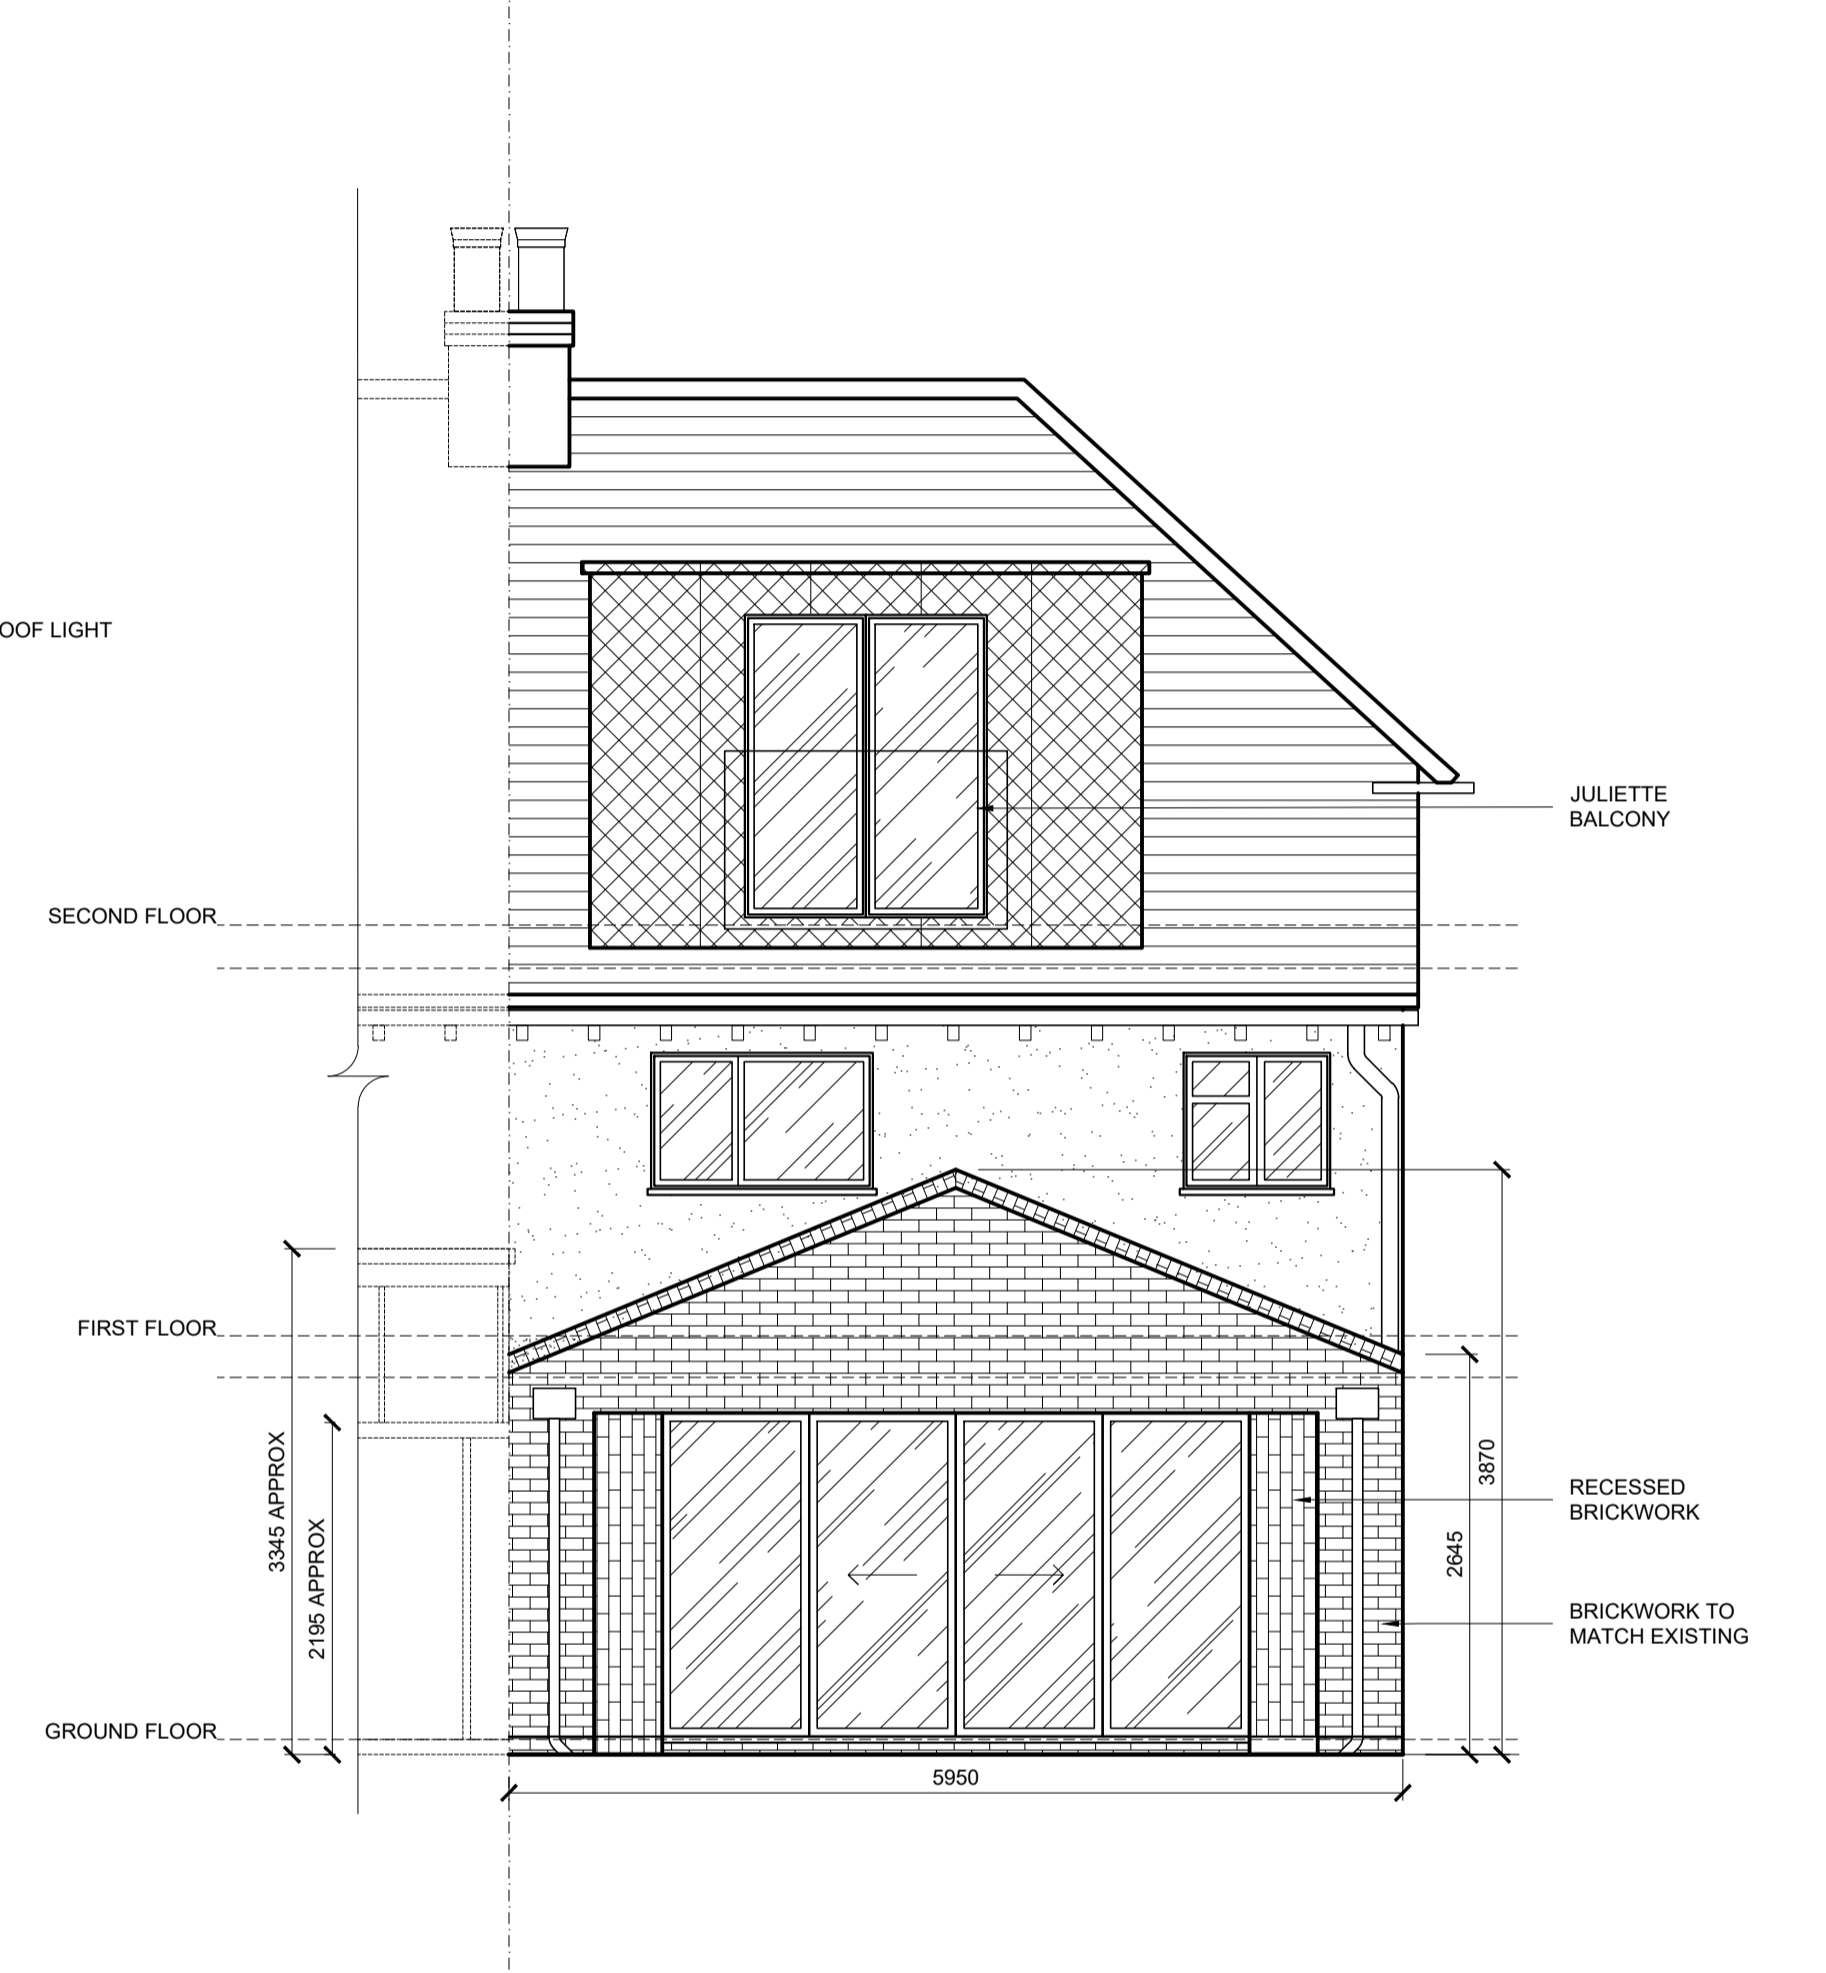 OOF LIGHT
JULIETTE
BALCONY
SECOND FLOOR
FIRST FLOOR
3345 APPROX
2195 APPROX
3870
2645
RECESSED
BRICKWORK
BRICKWORK TO
MATCH EXISTING
GROUND FLOOR
5950